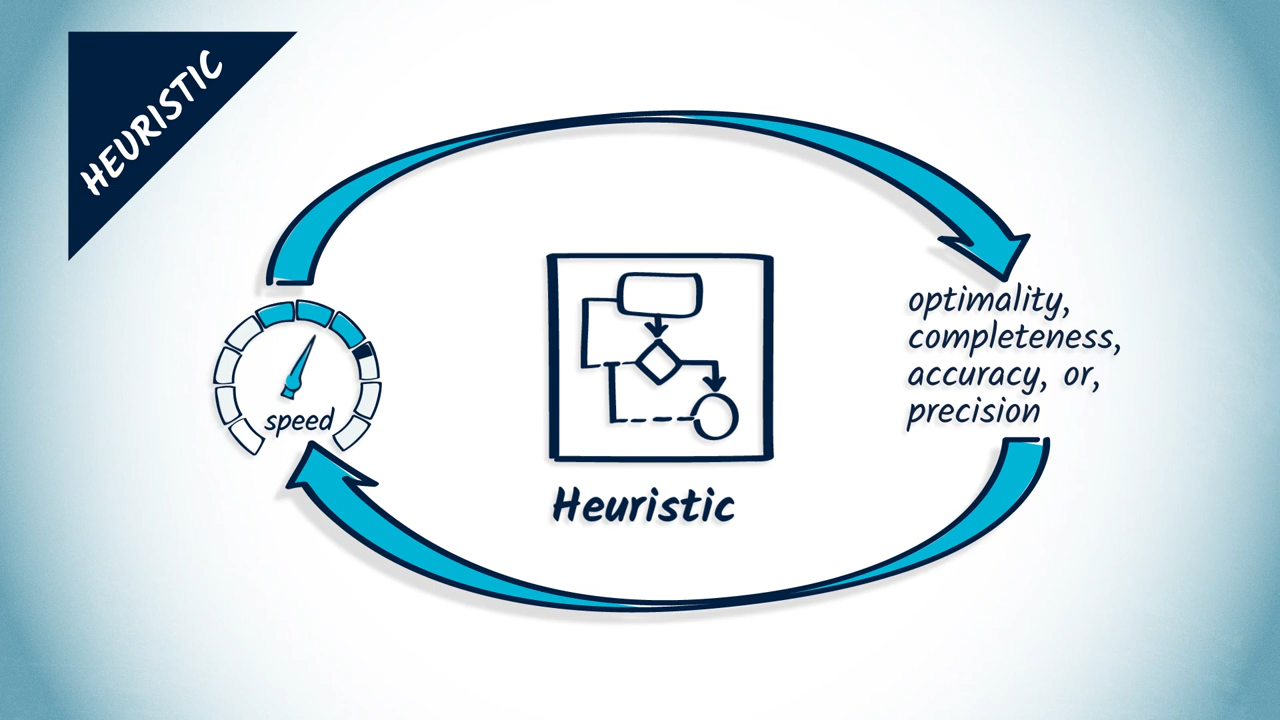 HEURISTIC
speed
optimality,
completeness,
accuracy, or,
precision
Heuristic